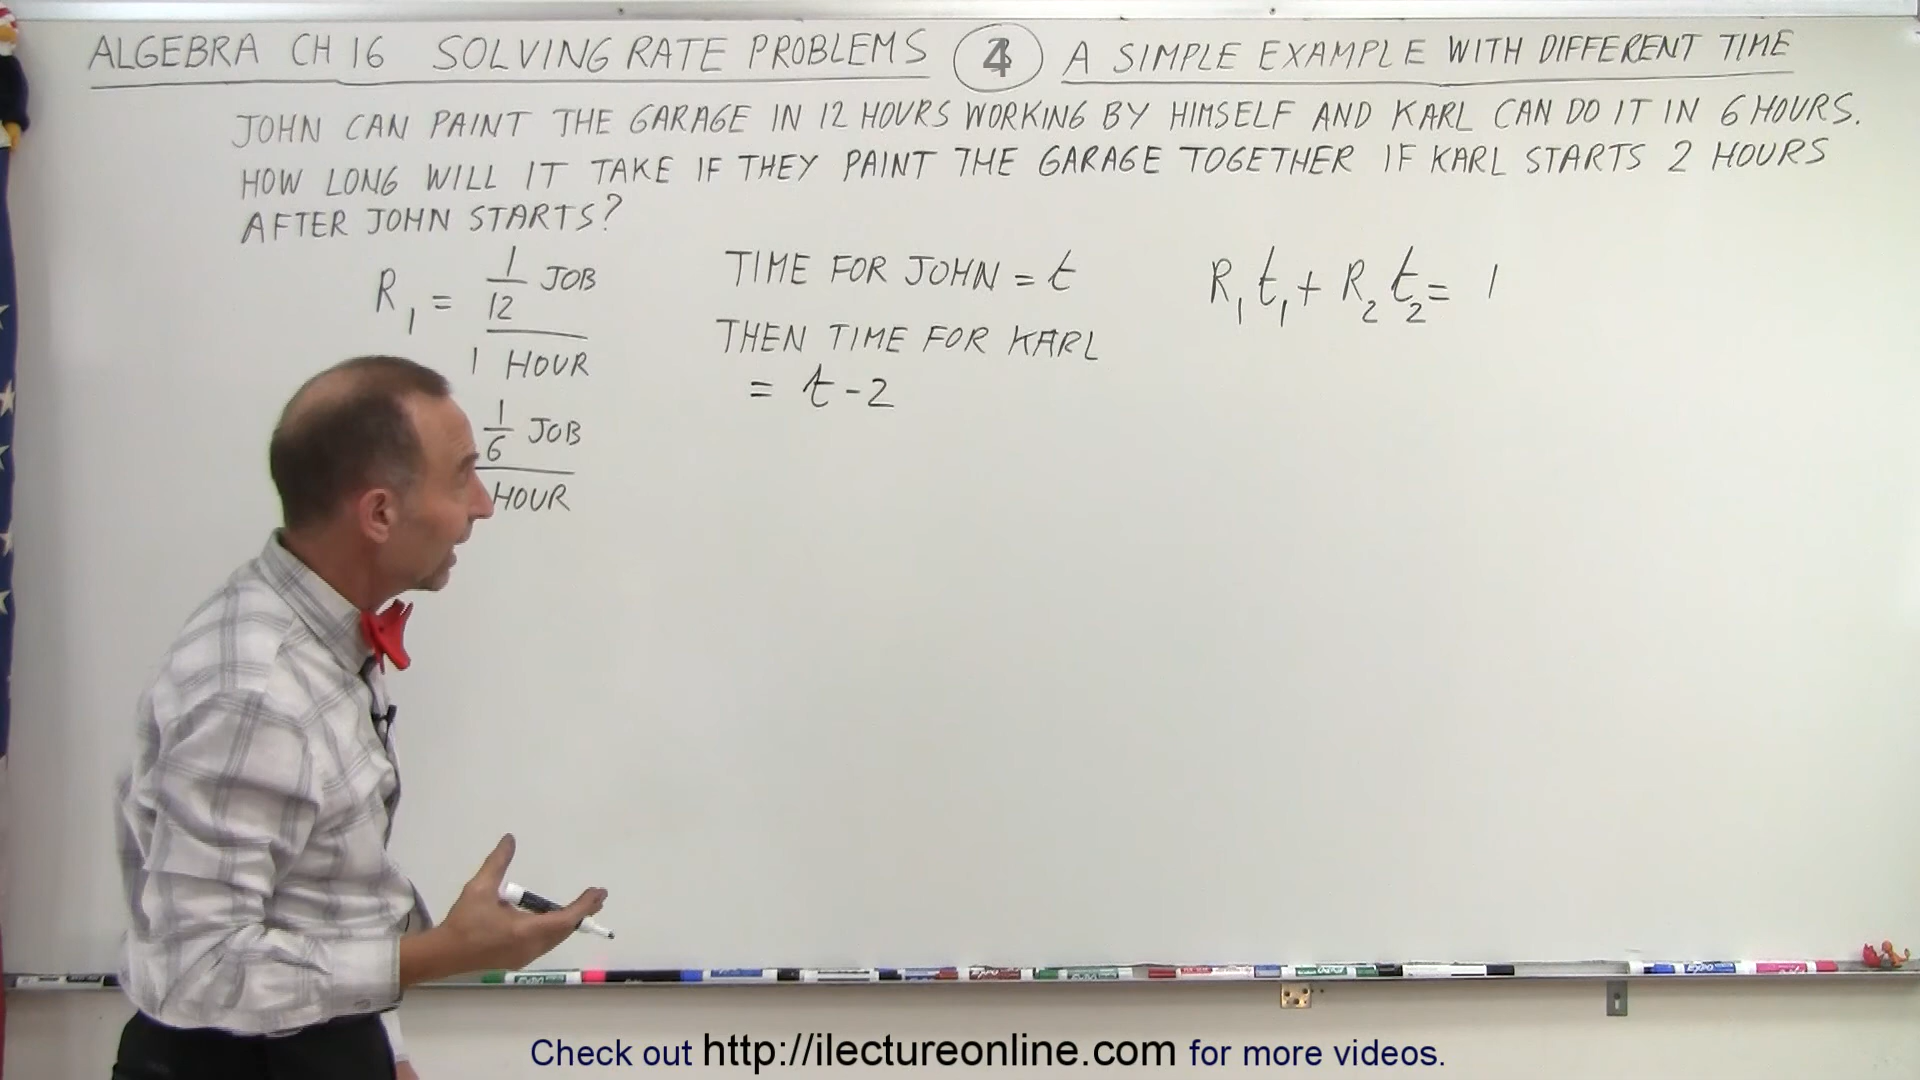 ALGEBRA CH 16 SOLVING RATE PROBLEMS 4 A SIMPLE EXAMPLE WITH DIFFERENT TIME
JOHN CAN PAINT THE GARAGE IN 12 HOURS WORKING BY HIMSELF AND KARL CAN DO IT IN 6 HOURS.
HOW LONG WILL IT TAKE IF THEY PAINT THE GARAGE TOGETHER IF KARL STARTS 2 HOURS
AFTER JOHN STARTS?
R₁ = 1/12 JOB
1 HOUR
1/6 JOB
HOUR
TIME FOR JOHN = t
THEN TIME FOR KARL
= t - 2
R₁t₁ + R₂t₂ = 1
Check out http://ilectureonline.com for more videos.